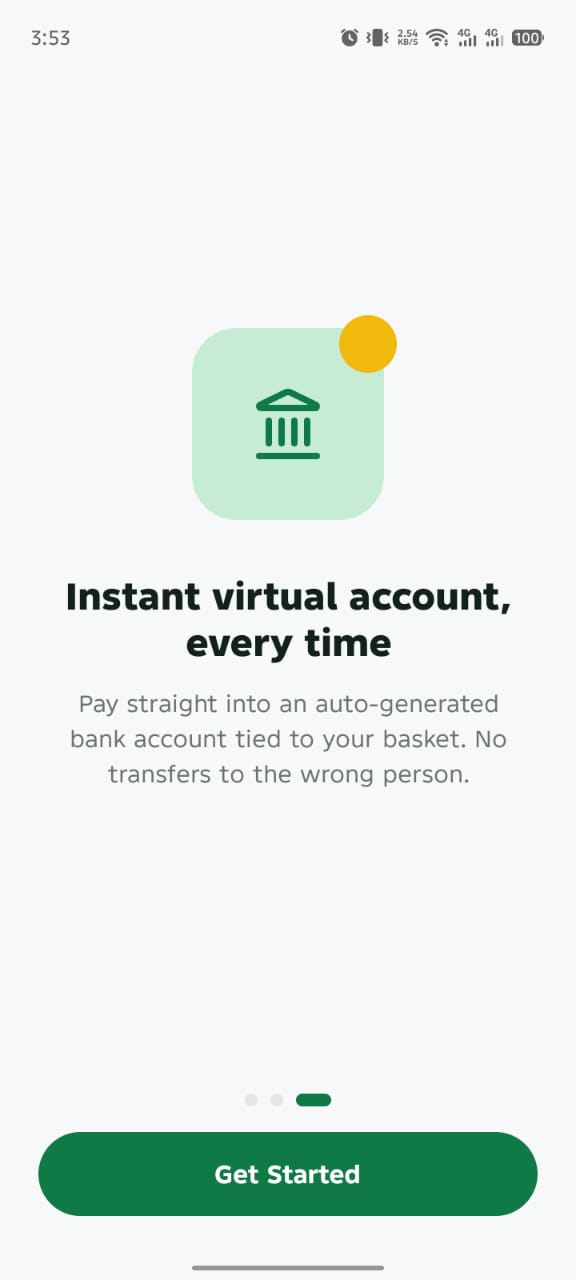 3:53
2.54
KB/S
4G
4G
100
Instant virtual account,
every time
Pay straight into an auto-generated
bank account tied to your basket. No
transfers to the wrong person.
Get Started